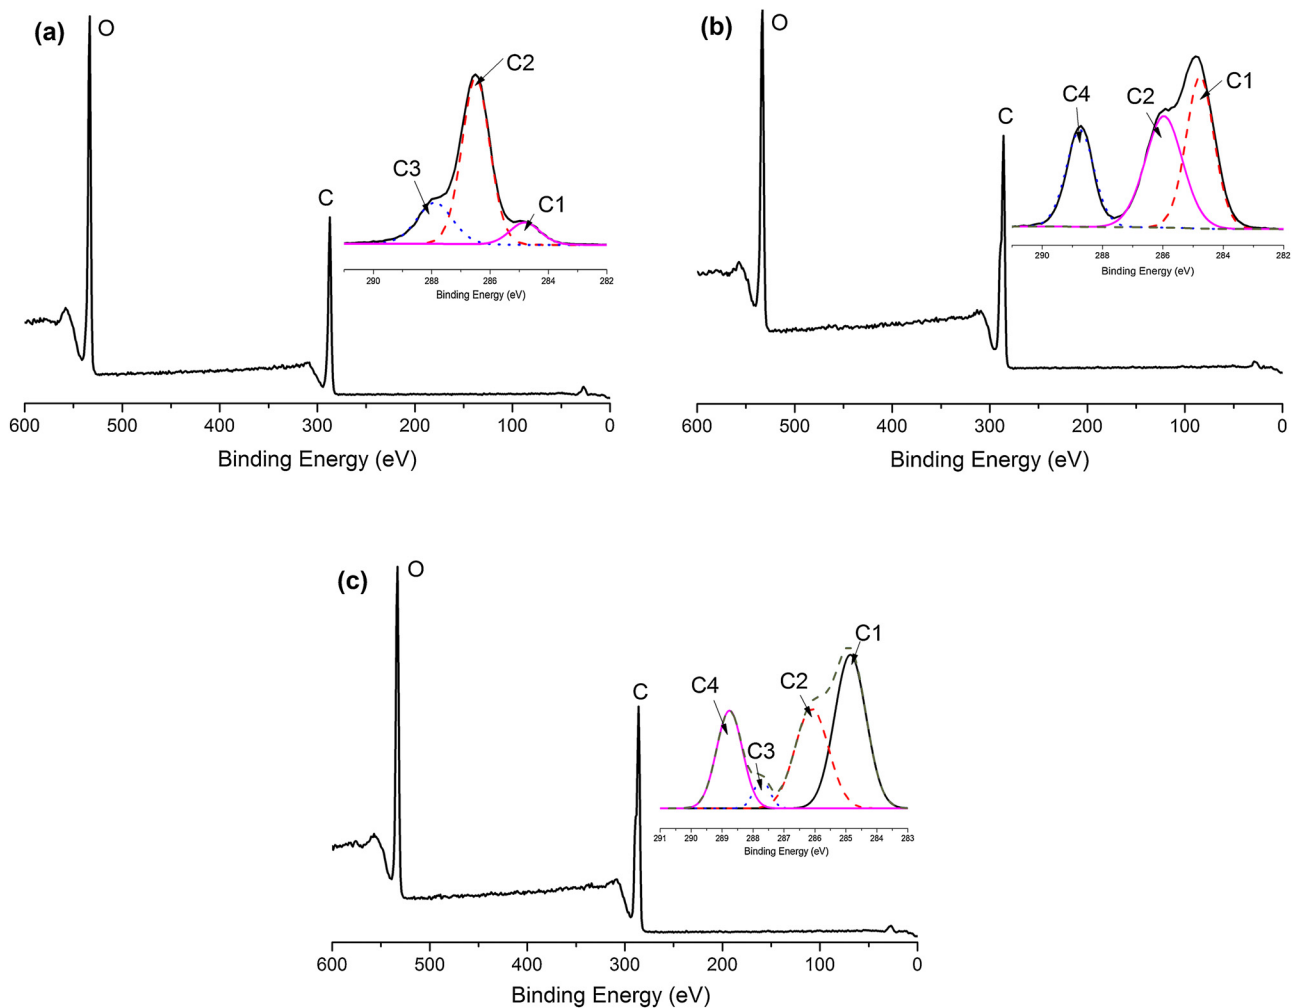 (a)
O
C
C2
C3
C1
290 288 286 284 282
Binding Energy (eV)
600 500 400 300 200 100 0
Binding Energy (eV)
(b)
O
C
C4
C2
C1
290 288 286 284 282
Binding Energy (eV)
600 500 400 300 200 100 0
Binding Energy (eV)
(c)
O
C
C1
C4
C2
C3
291 290 289 288 287 286 285 284 283
Binding Energy (eV)
600 500 400 300 200 100 0
Binding Energy (eV)